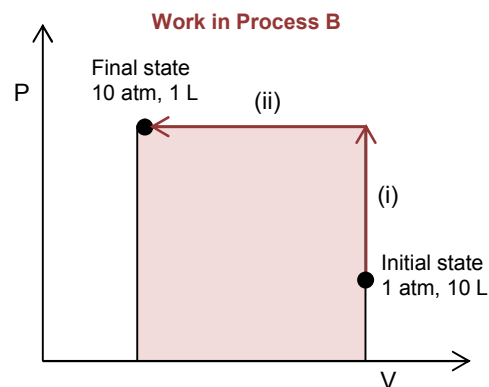 Work in Process B
P
Final state
10 atm, 1 L
(ii)
(i)
Initial state
1 atm, 10 L
V